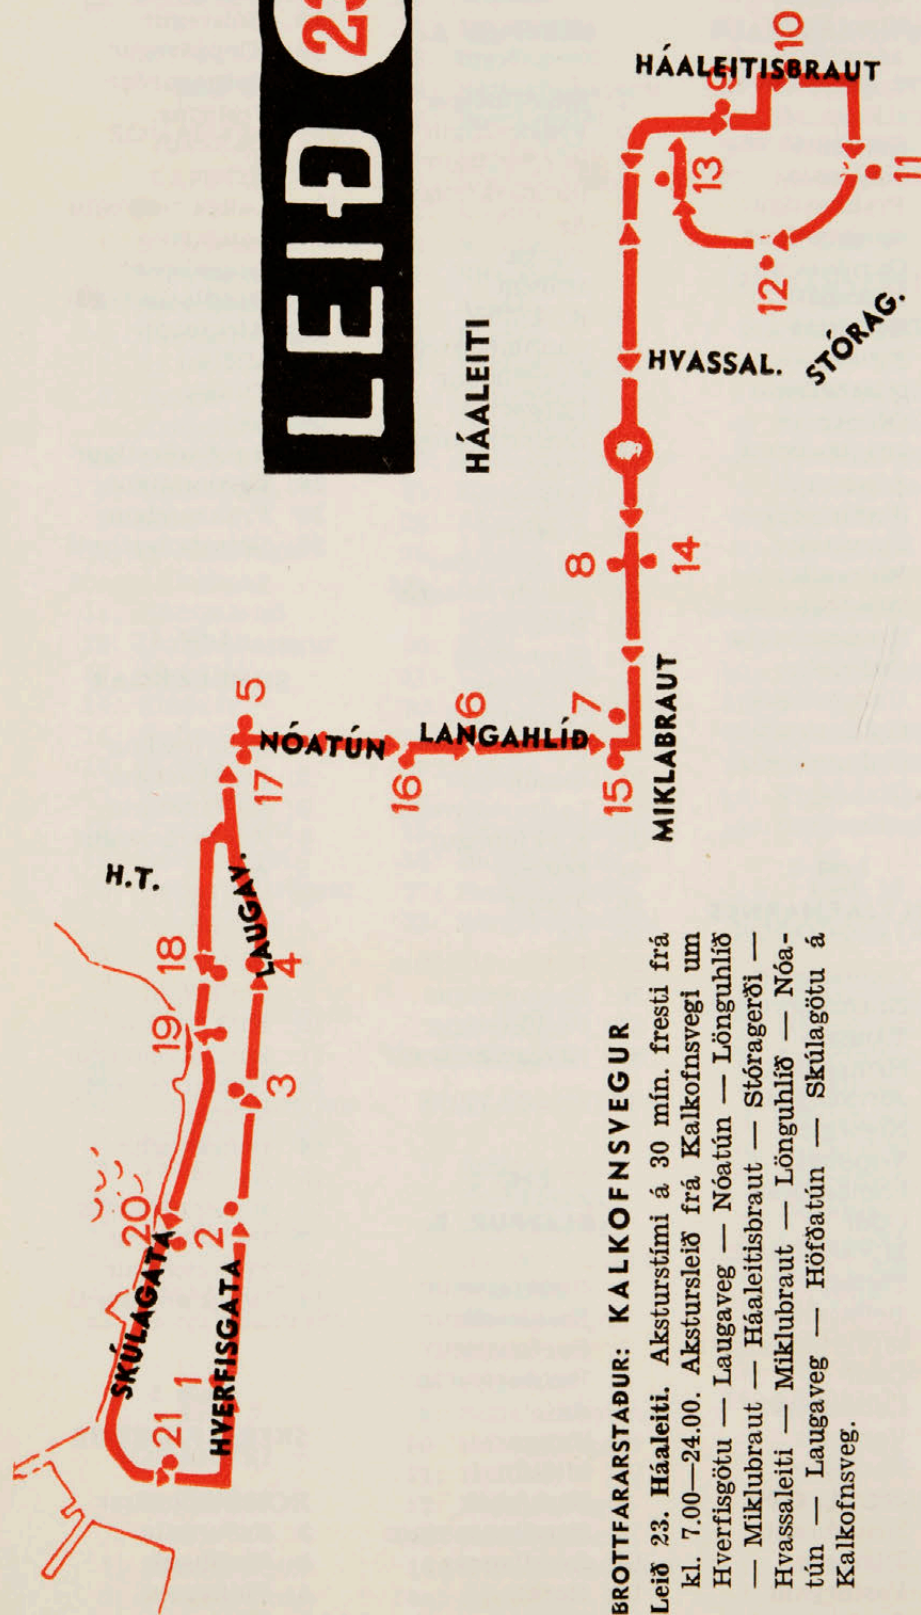 LEIÐ 23
HÁALEITI
H.T.
LAUGAV.
SKÚLAGATA
HVERFISGATA
NÓATÚN
LANGAHLÍÐ
MIKLABRAUT
HVASSAL.
STÓRAG.
HÁALEITISBRAUT
1
2
3
4
5
6
7
8
9
10
11
12
13
14
15
16
17
18
19
20
21
BROTTFARARSTAÐUR: KALKOFNSVEGUR
Leið 23. Háaleiti. Aksturstími á 30 mín. fresti frá
kl. 7.00—24.00. Akstursleið frá Kalkofnsvegi um
Hverfisgötu — Laugaveg — Nóatún — Lönguhlíð
— Miklubraut — Háaleitisbraut — Stóragerði —
Hvassaleiti — Miklubraut — Lönguhlíð — Nóa-
tún — Laugaveg — Höfðatún — Skúlagötu á
Kalkofnsveg.